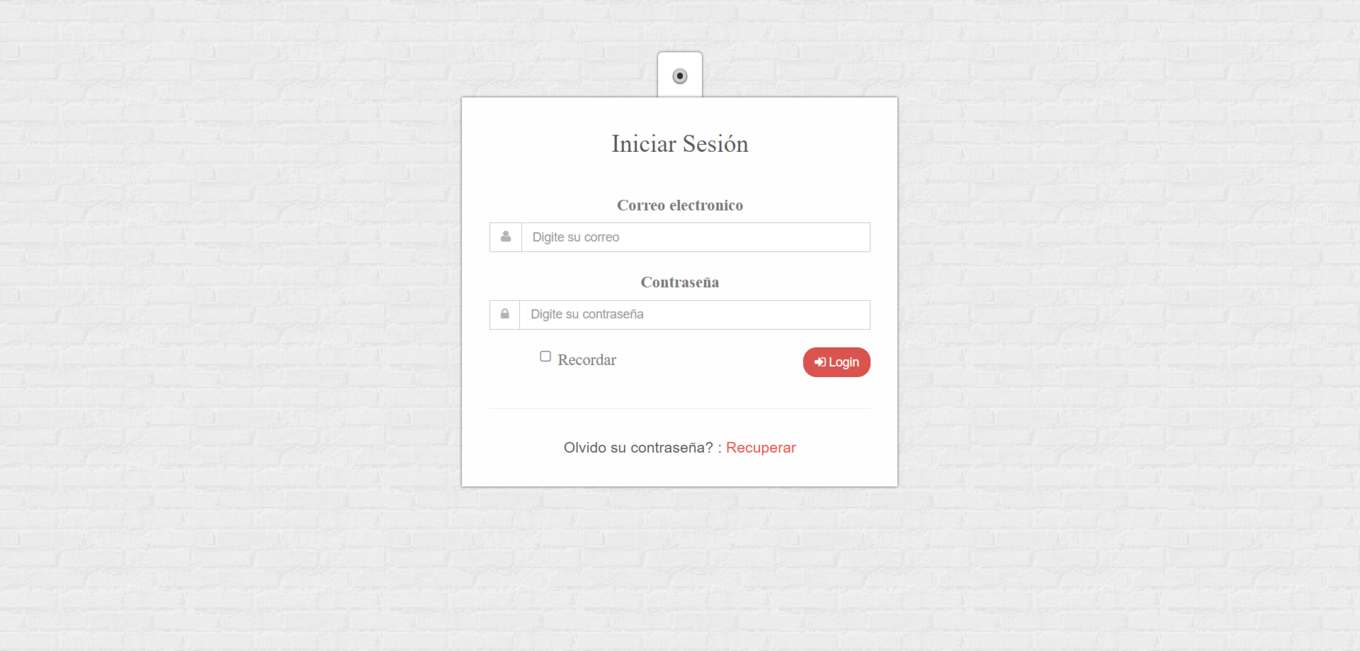 Iniciar Sesión
Correo electronico
Digite su correo
Contraseña
Digite su contraseña
Recordar
Login
Olvido su contraseña? : Recuperar